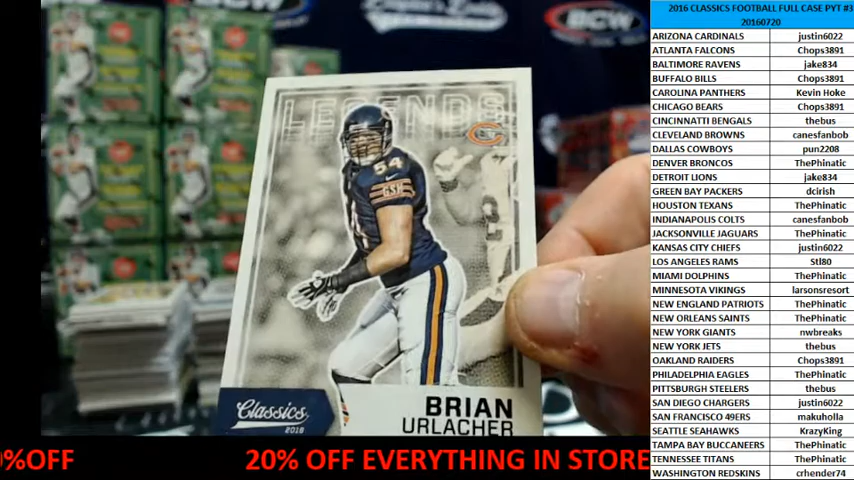 2016 CLASSICS FOOTBALL FULL CASE PYT #3
20160720
ARIZONA CARDINALS justin6022
ATLANTA FALCONS Chops3891
BALTIMORE RAVENS jake834
BUFFALO BILLS Chops3891
CAROLINA PANTHERS Kevin Hoke
CHICAGO BEARS Chops3891
CINCINNATI BENGALS thebus
CLEVELAND BROWNS canesfanbob
DALLAS COWBOYS pun2208
DENVER BRONCOS ThePhinatic
DETROIT LIONS jake834
GREEN BAY PACKERS dcirish
HOUSTON TEXANS ThePhinatic
INDIANAPOLIS COLTS canesfanbob
JACKSONVILLE JAGUARS ThePhinatic
KANSAS CITY CHIEFS justin6022
LOS ANGELES RAMS Stl80
MIAMI DOLPHINS ThePhinatic
MINNESOTA VIKINGS larsonsresort
NEW ENGLAND PATRIOTS ThePhinatic
NEW ORLEANS SAINTS ThePhinatic
NEW YORK GIANTS nwbreaks
NEW YORK JETS thebus
OAKLAND RAIDERS Chops3891
PHILADELPHIA EAGLES ThePhinatic
PITTSBURGH STEELERS thebus
SAN DIEGO CHARGERS justin6022
SAN FRANCISCO 49ERS makuholla
SEATTLE SEAHAWKS KrazyKing
TAMPA BAY BUCCANEERS ThePhinatic
TENNESSEE TITANS ThePhinatic
WASHINGTON REDSKINS crhender74
BCW
LEGENDS
C
54
GSH
Classics
2016
BRIAN
URLACHER
%OFF 20% OFF EVERYTHING IN STORE